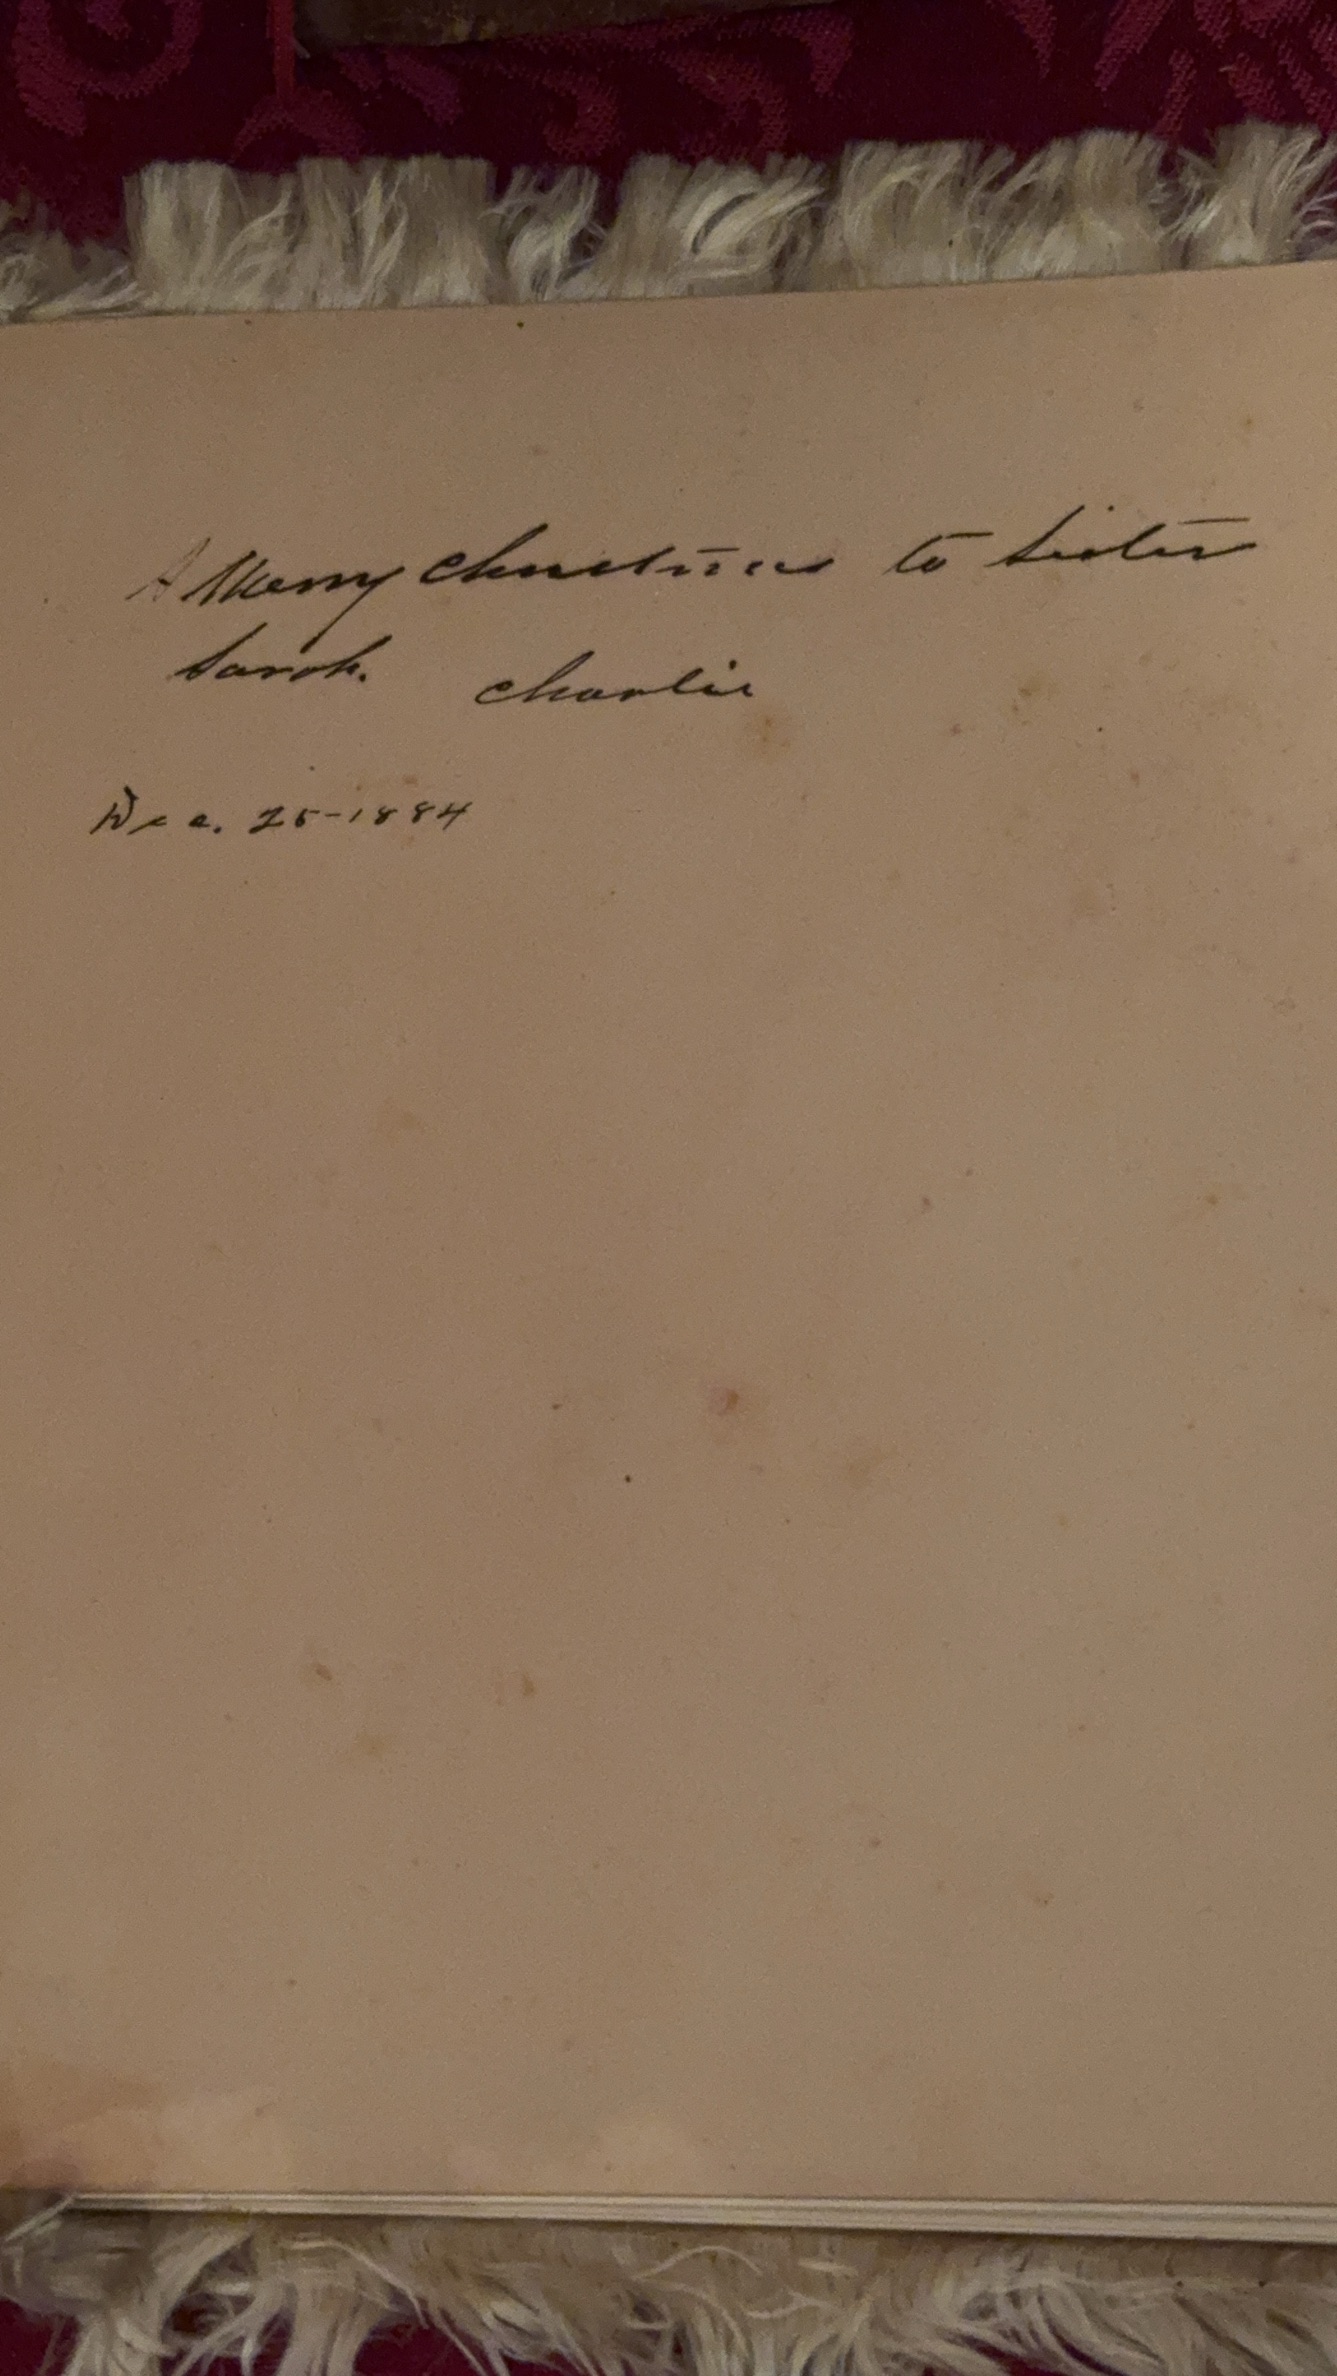 A Merry Christmas to Sister
Sarah. Charlie
Dec. 25-1884